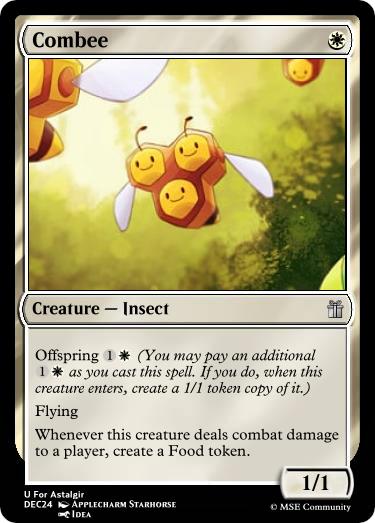 Combee
Creature — Insect
Offspring 1 (You may pay an additional
1 as you cast this spell. If you do, when this
creature enters, create a 1/1 token copy of it.)
Flying
Whenever this creature deals combat damage
to a player, create a Food token.
1/1
U For Astalgir
DEC24 Applecharm Starhorse
Idea
© MSE Community